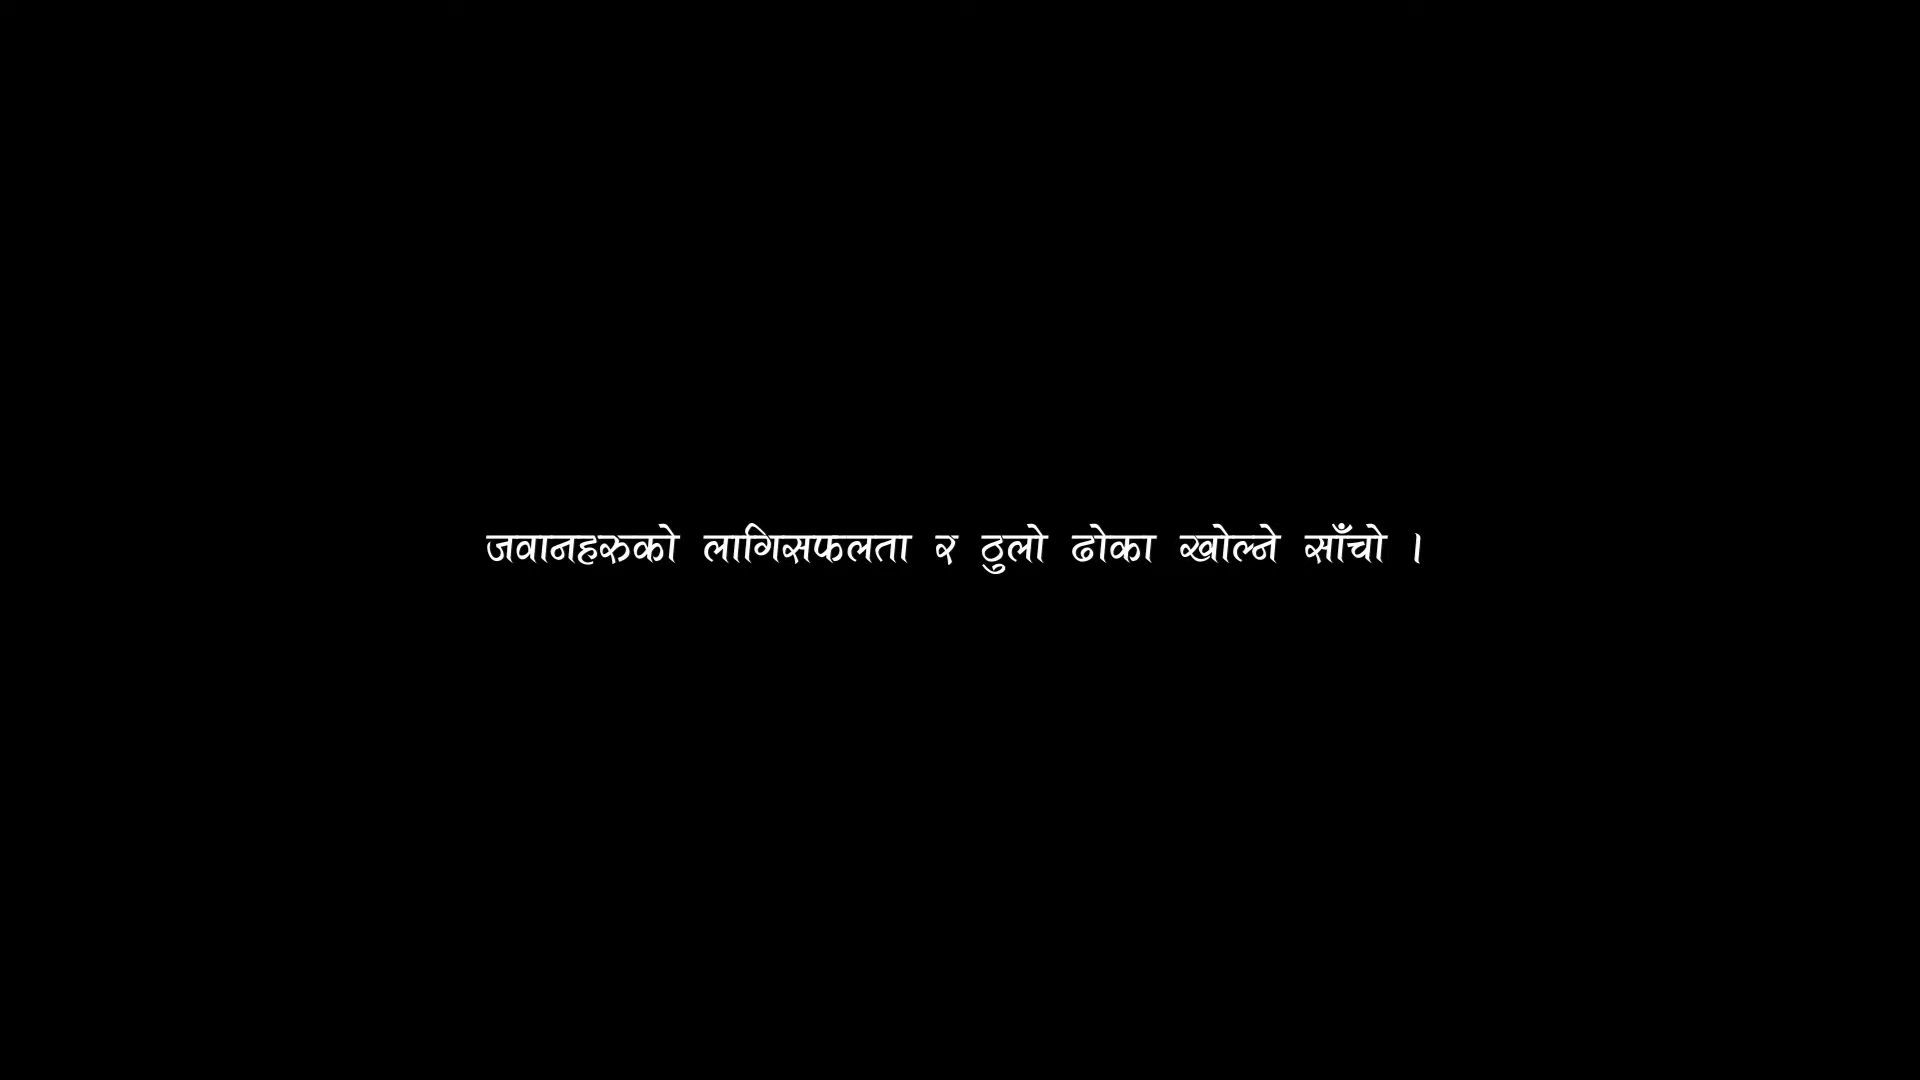 जवानहरुको लागिसफलता र ठुलो ढोका खोल्ने साँचो ।